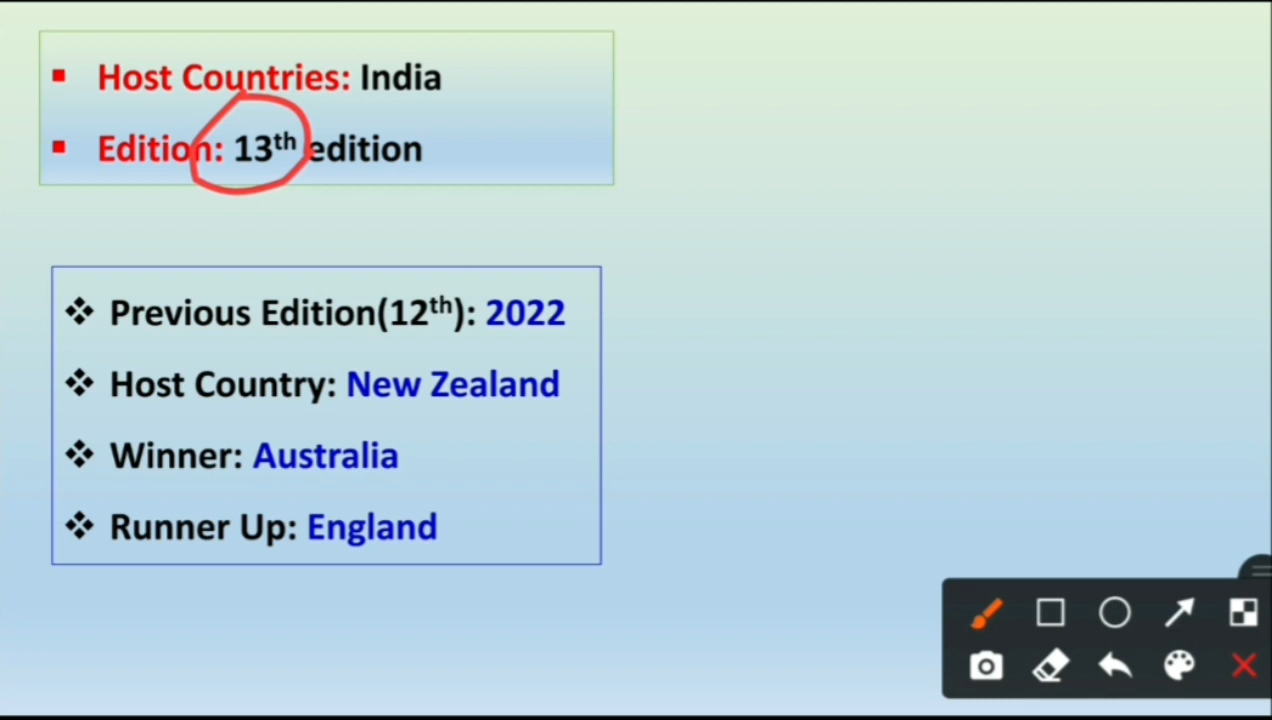 Host Countries: India
Edition: 13th edition
Previous Edition(12th): 2022
Host Country: New Zealand
Winner: Australia
Runner Up: England